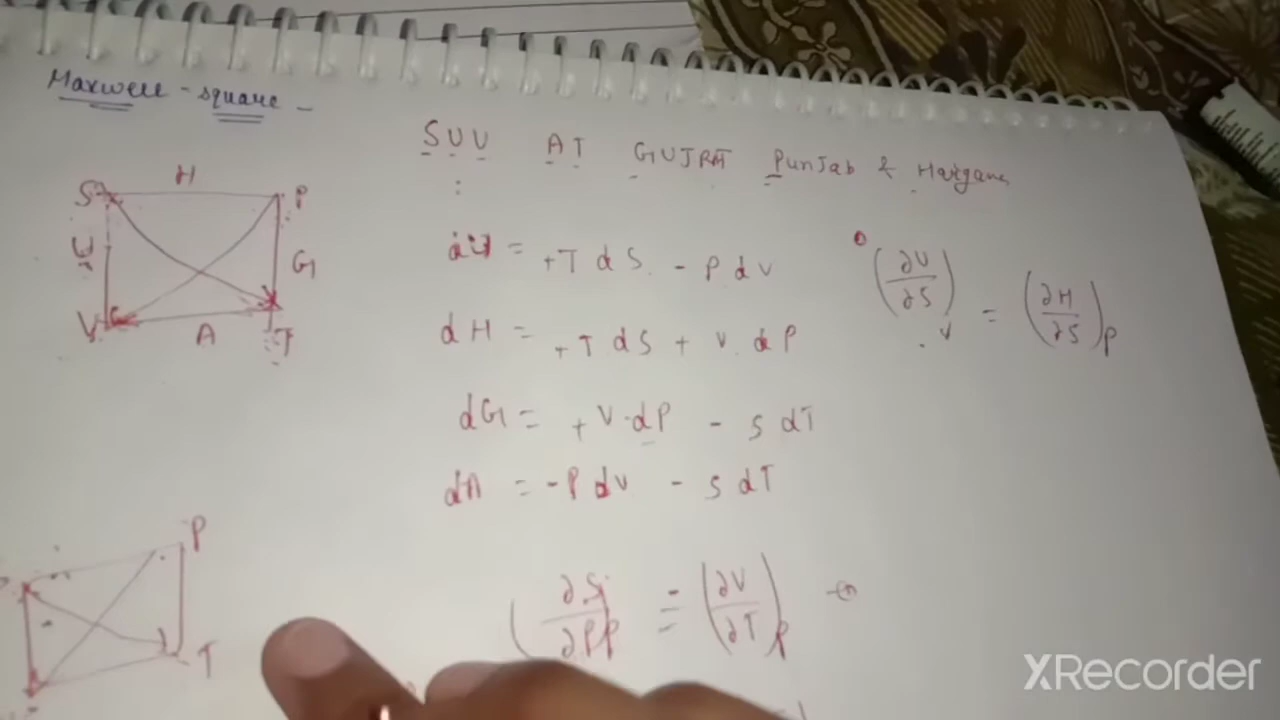 Maxwell - square -
SUV AT GUJRAT Punjab & Haryana
:
S H P
U G
V A T
dU = +T dS - P dV
dH = +T dS + V dP
dG = +V·dP - S dT
dA = -P dV - S dT
(∂U/∂S)V = (∂H/∂S)P
P
T
(∂S/∂P)P = (∂V/∂T)P
XRecorder